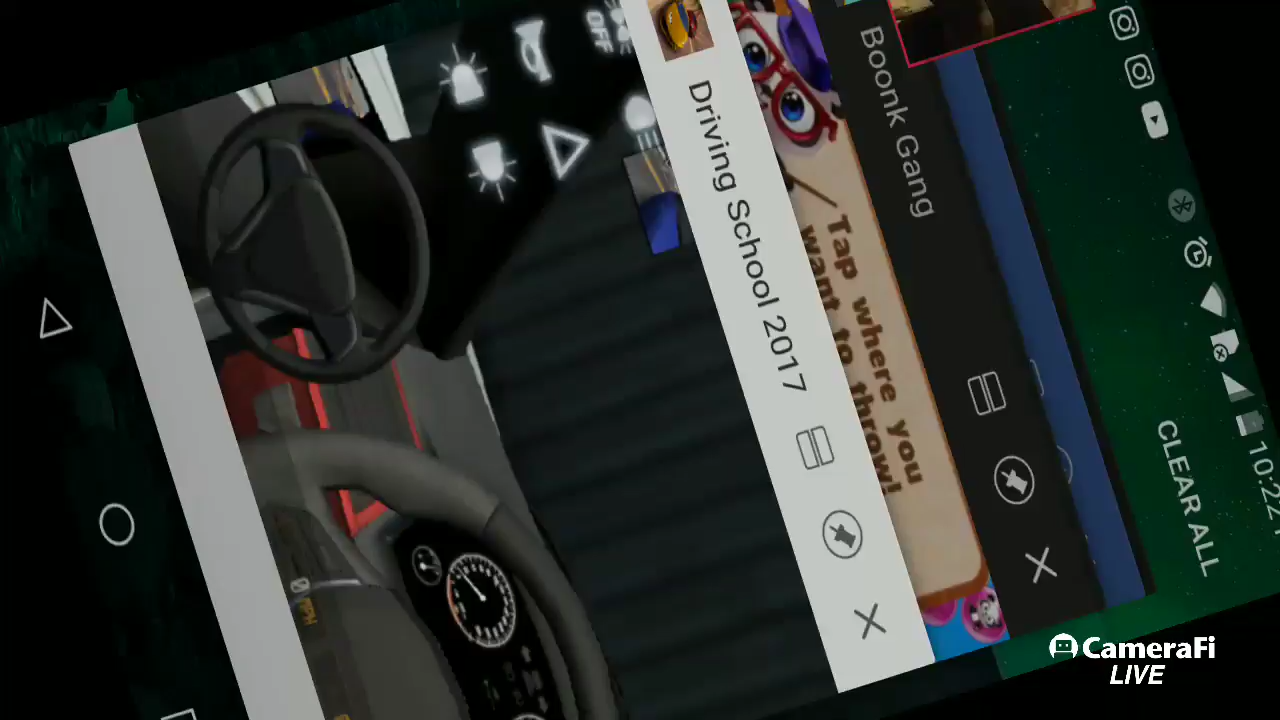 10:22
CLEAR ALL
Boonk Gang
Tap where you
want to throw!
Driving School 2017
OFF
CameraFi
LIVE